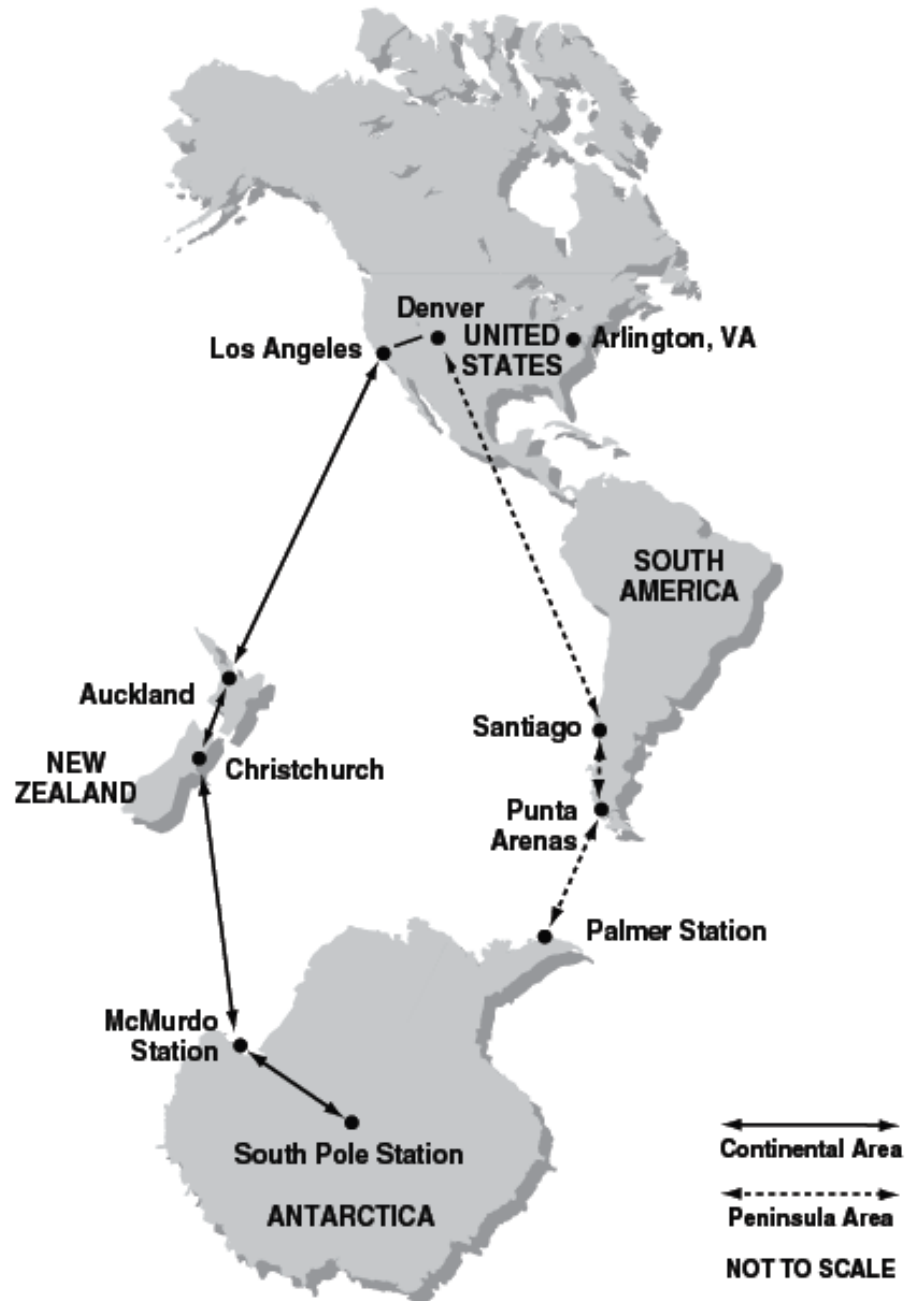 Denver
Los Angeles
UNITED
STATES
Arlington, VA
SOUTH
AMERICA
Auckland
Santiago
NEW
ZEALAND
Christchurch
Punta
Arenas
Palmer Station
McMurdo
Station
South Pole Station
ANTARCTICA
Continental Area
Peninsula Area
NOT TO SCALE